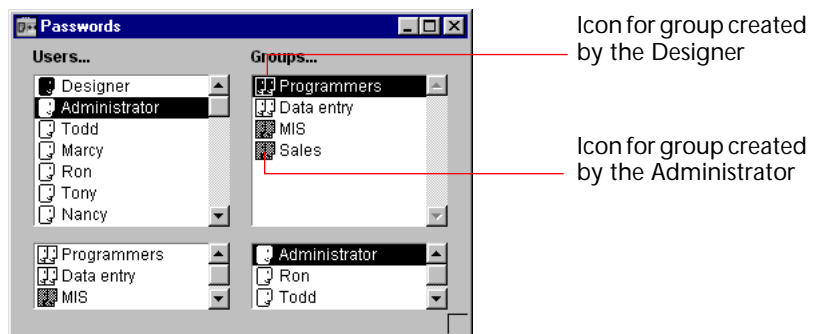 Passwords
Users...
Groups...
Designer
Administrator
Todd
Marcy
Ron
Tony
Nancy
Programmers
Data entry
MIS
Sales
Programmers
Data entry
MIS
Administrator
Ron
Todd
Icon for group created
by the Designer
Icon for group created
by the Administrator